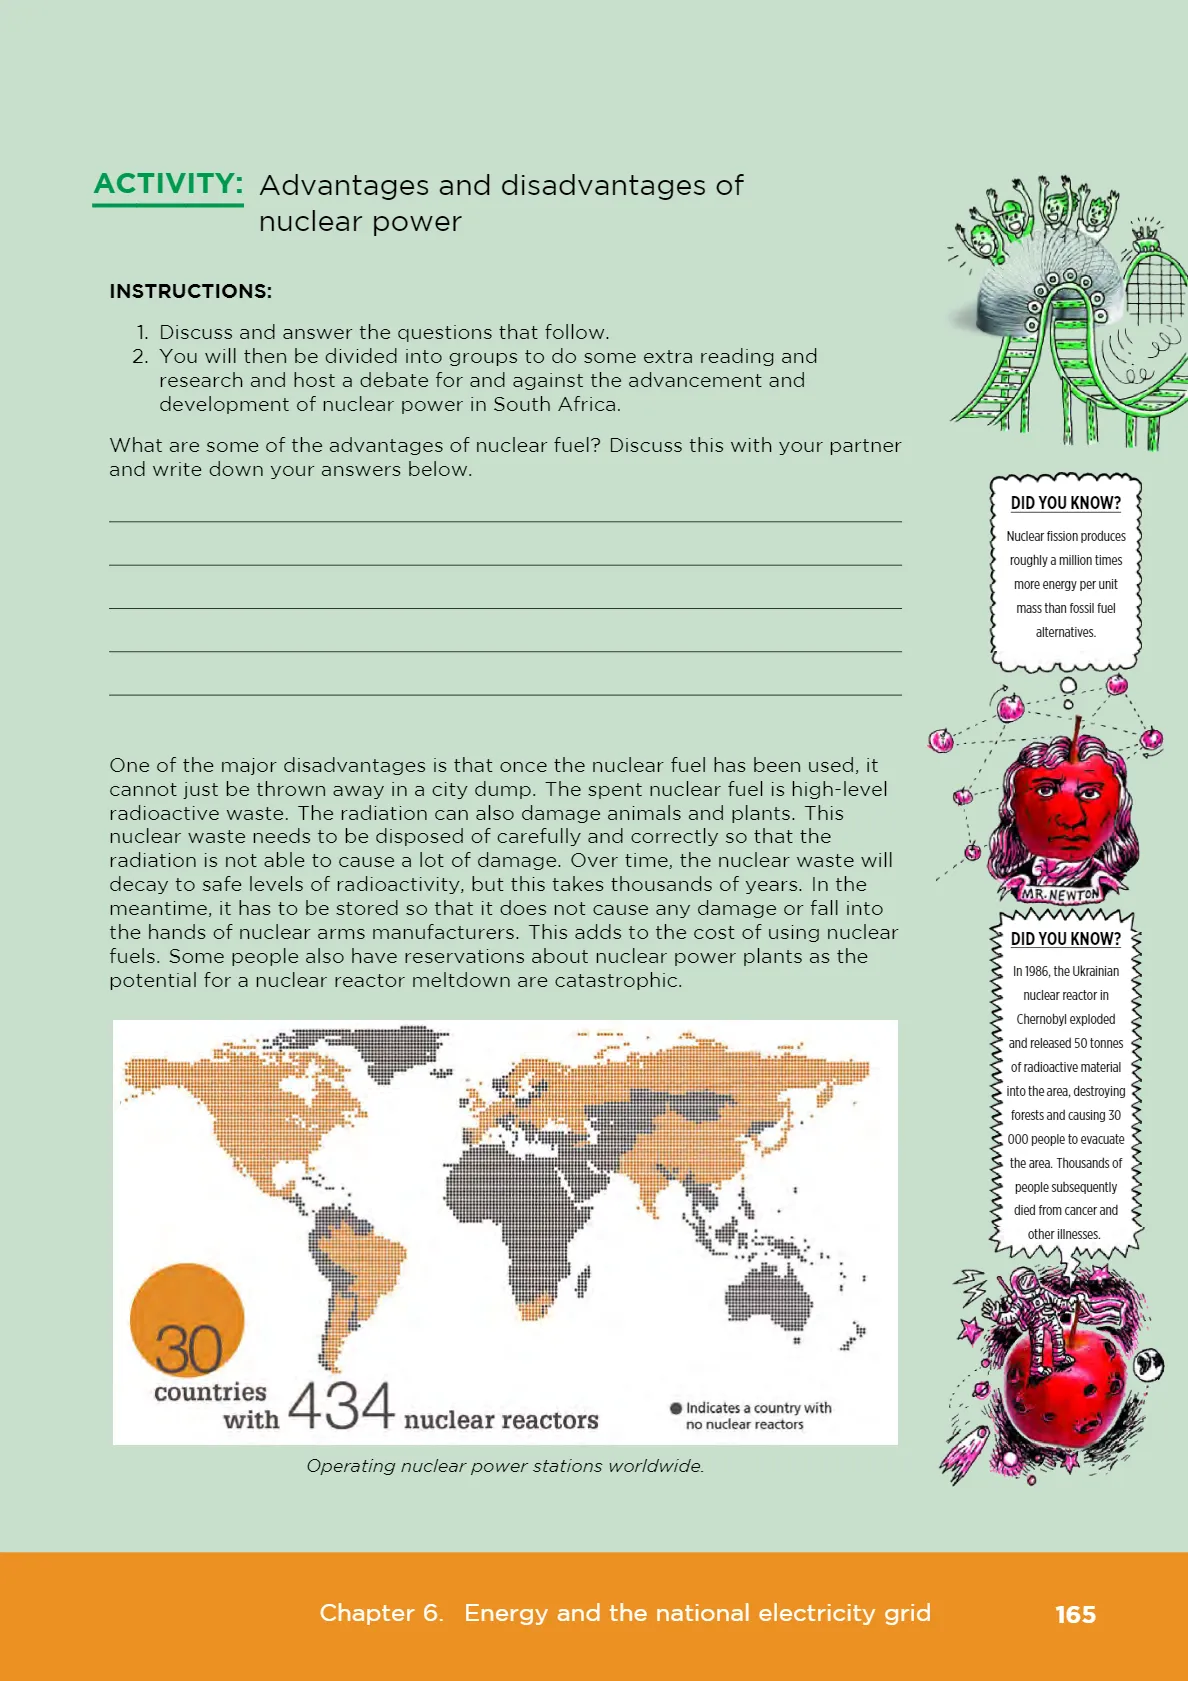 ACTIVITY: Advantages and disadvantages of
nuclear power
INSTRUCTIONS:
1. Discuss and answer the questions that follow.
2. You will then be divided into groups to do some extra reading and
research and host a debate for and against the advancement and
development of nuclear power in South Africa.
What are some of the advantages of nuclear fuel? Discuss this with your partner
and write down your answers below.
One of the major disadvantages is that once the nuclear fuel has been used, it
cannot just be thrown away in a city dump. The spent nuclear fuel is high-level
radioactive waste. The radiation can also damage animals and plants. This
nuclear waste needs to be disposed of carefully and correctly so that the
radiation is not able to cause a lot of damage. Over time, the nuclear waste will
decay to safe levels of radioactivity, but this takes thousands of years. In the
meantime, it has to be stored so that it does not cause any damage or fall into
the hands of nuclear arms manufacturers. This adds to the cost of using nuclear
fuels. Some people also have reservations about nuclear power plants as the
potential for a nuclear reactor meltdown are catastrophic.
30
countries
with 434 nuclear reactors
Indicates a country with
no nuclear reactors
Operating nuclear power stations worldwide.
DID YOU KNOW?
Nuclear fission produces
roughly a million times
more energy per unit
mass than fossil fuel
alternatives.
MR. NEWTON
DID YOU KNOW?
In 1986, the Ukrainian
nuclear reactor in
Chernobyl exploded
and released 50 tonnes
of radioactive material
into the area, destroying
forests and causing 30
000 people to evacuate
the area. Thousands of
people subsequently
died from cancer and
other illnesses.
Chapter 6. Energy and the national electricity grid
165